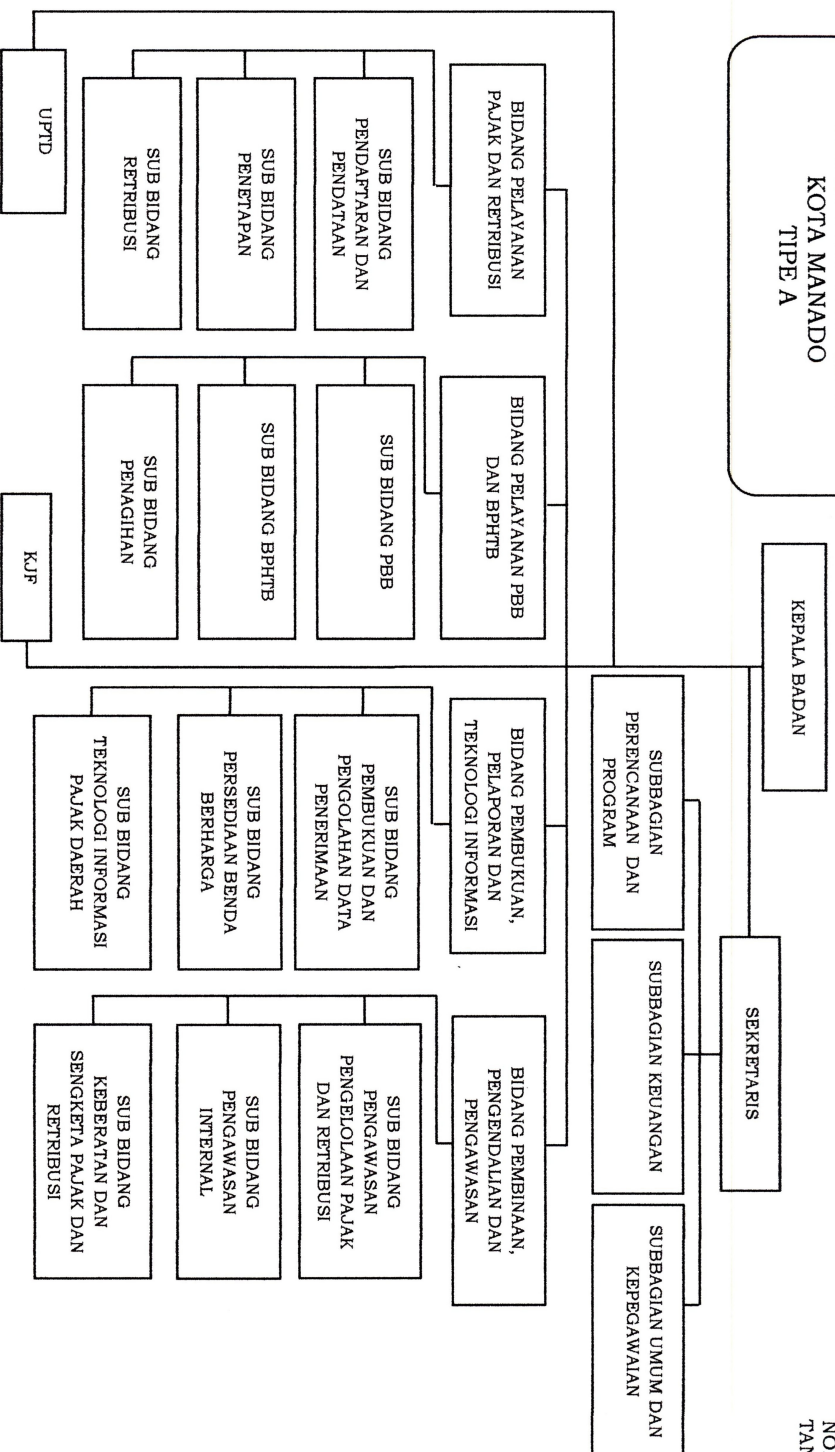 KOTA MANADO
TIPE A
NO
TAN
KEPALA BADAN
SEKRETARIS
SUBBAGIAN
PERENCANAAN DAN
PROGRAM
SUBBAGIAN KEUANGAN
SUBBAGIAN UMUM DAN
KEPEGAWAIAN
BIDANG PELAYANAN
PAJAK DAN RETRIBUSI
BIDANG PELAYANAN PBB
DAN BPHTB
BIDANG PEMBUKUAN,
PELAPORAN DAN
TEKNOLOGI INFORMASI
BIDANG PEMBINAAN,
PENGENDALIAN DAN
PENGAWASAN
SUB BIDANG
PENDAFTARAN DAN
PENDATAAN
SUB BIDANG PBB
SUB BIDANG
PEMBUKUAN DAN
PENGOLAHAN DATA
PENERIMAAN
SUB BIDANG
PENGAWASAN
PENGELOLAAN PAJAK
DAN RETRIBUSI
SUB BIDANG
PENETAPAN
SUB BIDANG BPHTB
SUB BIDANG
PERSEDIAAN BENDA
BERHARGA
SUB BIDANG
PENGAWASAN
INTERNAL
SUB BIDANG
RETRIBUSI
SUB BIDANG
PENAGIHAN
SUB BIDANG
TEKNOLOGI INFORMASI
PAJAK DAERAH
SUB BIDANG
KEBERATAN DAN
SENGKETA PAJAK DAN
RETRIBUSI
UPTD
KJF